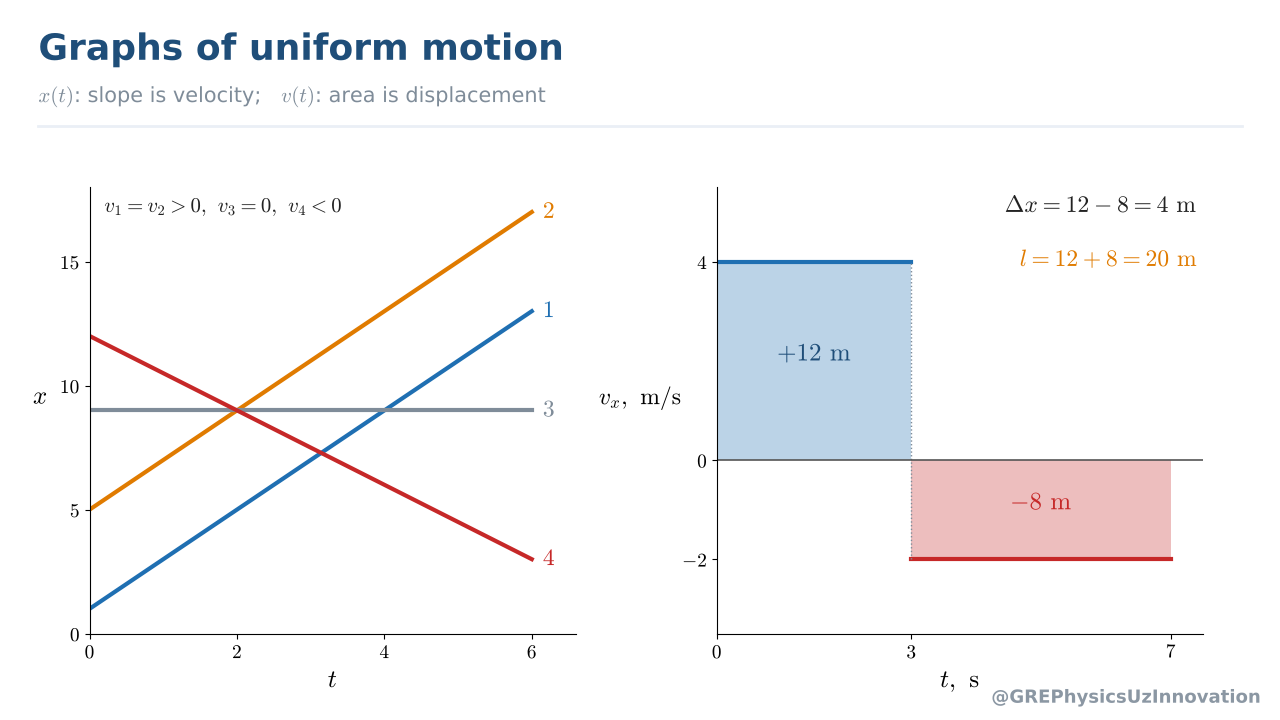 Graphs of uniform motion
x(t): slope is velocity; v(t): area is displacement
v₁ = v₂ > 0, v₃ = 0, v₄ < 0
2
15
1
x
10
3
5
4
0
0 2 4 6
t
Δx = 12 − 8 = 4 m
l = 12 + 8 = 20 m
4
+12 m
vₓ, m/s
0
−8 m
−2
0 3 7
t, s
@GREPhysicsUzInnovation